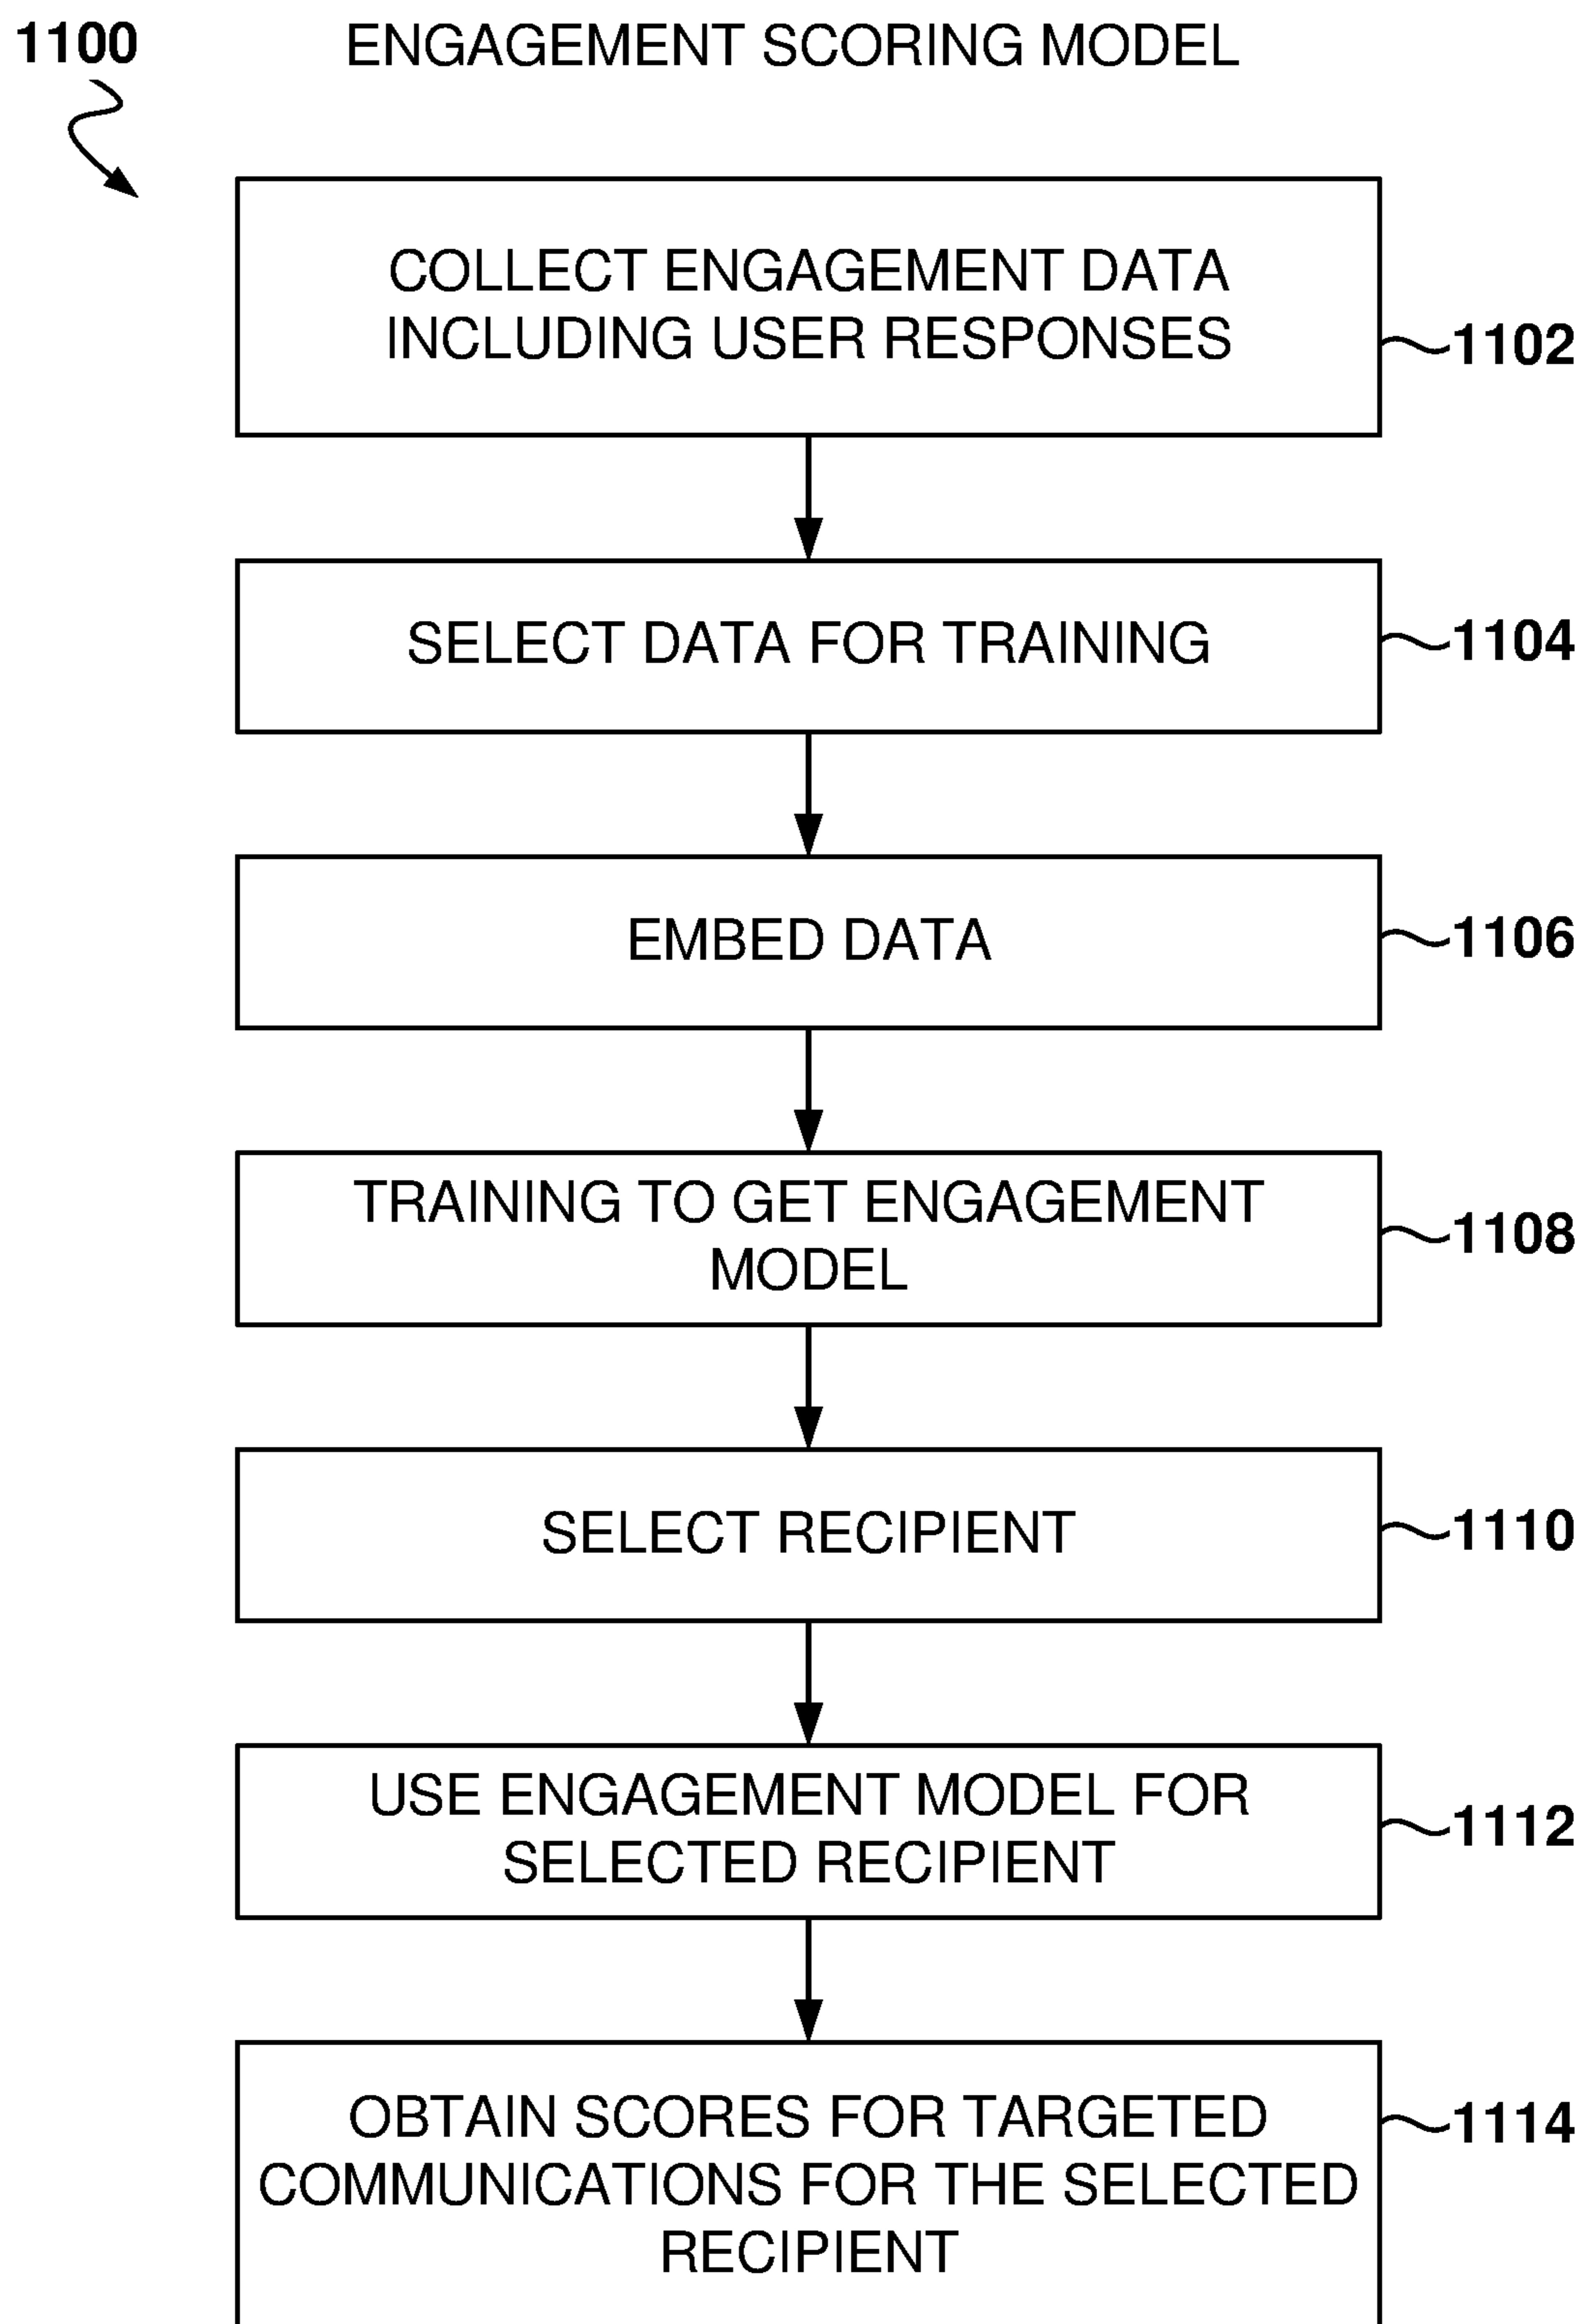 1100
ENGAGEMENT SCORING MODEL
COLLECT ENGAGEMENT DATA
INCLUDING USER RESPONSES
1102
SELECT DATA FOR TRAINING
1104
EMBED DATA
1106
TRAINING TO GET ENGAGEMENT
MODEL
1108
SELECT RECIPIENT
1110
USE ENGAGEMENT MODEL FOR
SELECTED RECIPIENT
1112
OBTAIN SCORES FOR TARGETED
COMMUNICATIONS FOR THE SELECTED
RECIPIENT
1114